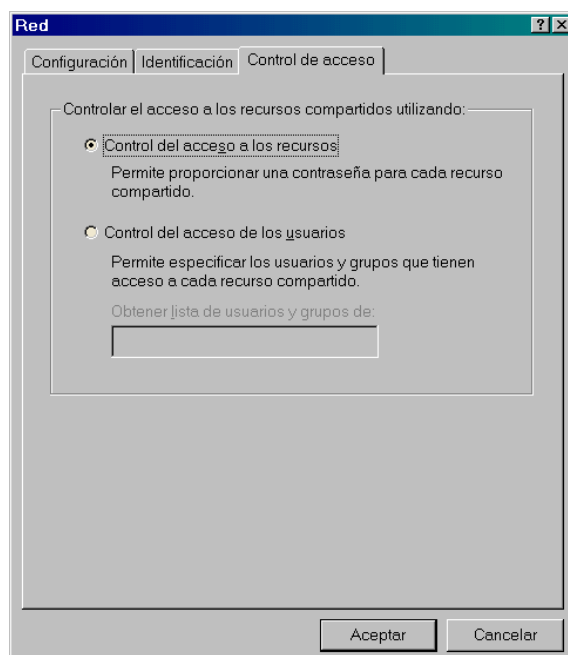 Red
Configuración Identificación Control de acceso
Controlar el acceso a los recursos compartidos utilizando:
Control del acceso a los recursos
Permite proporcionar una contraseña para cada recurso
compartido.
Control del acceso de los usuarios
Permite especificar los usuarios y grupos que tienen
acceso a cada recurso compartido.
Obtener lista de usuarios y grupos de:
Aceptar Cancelar